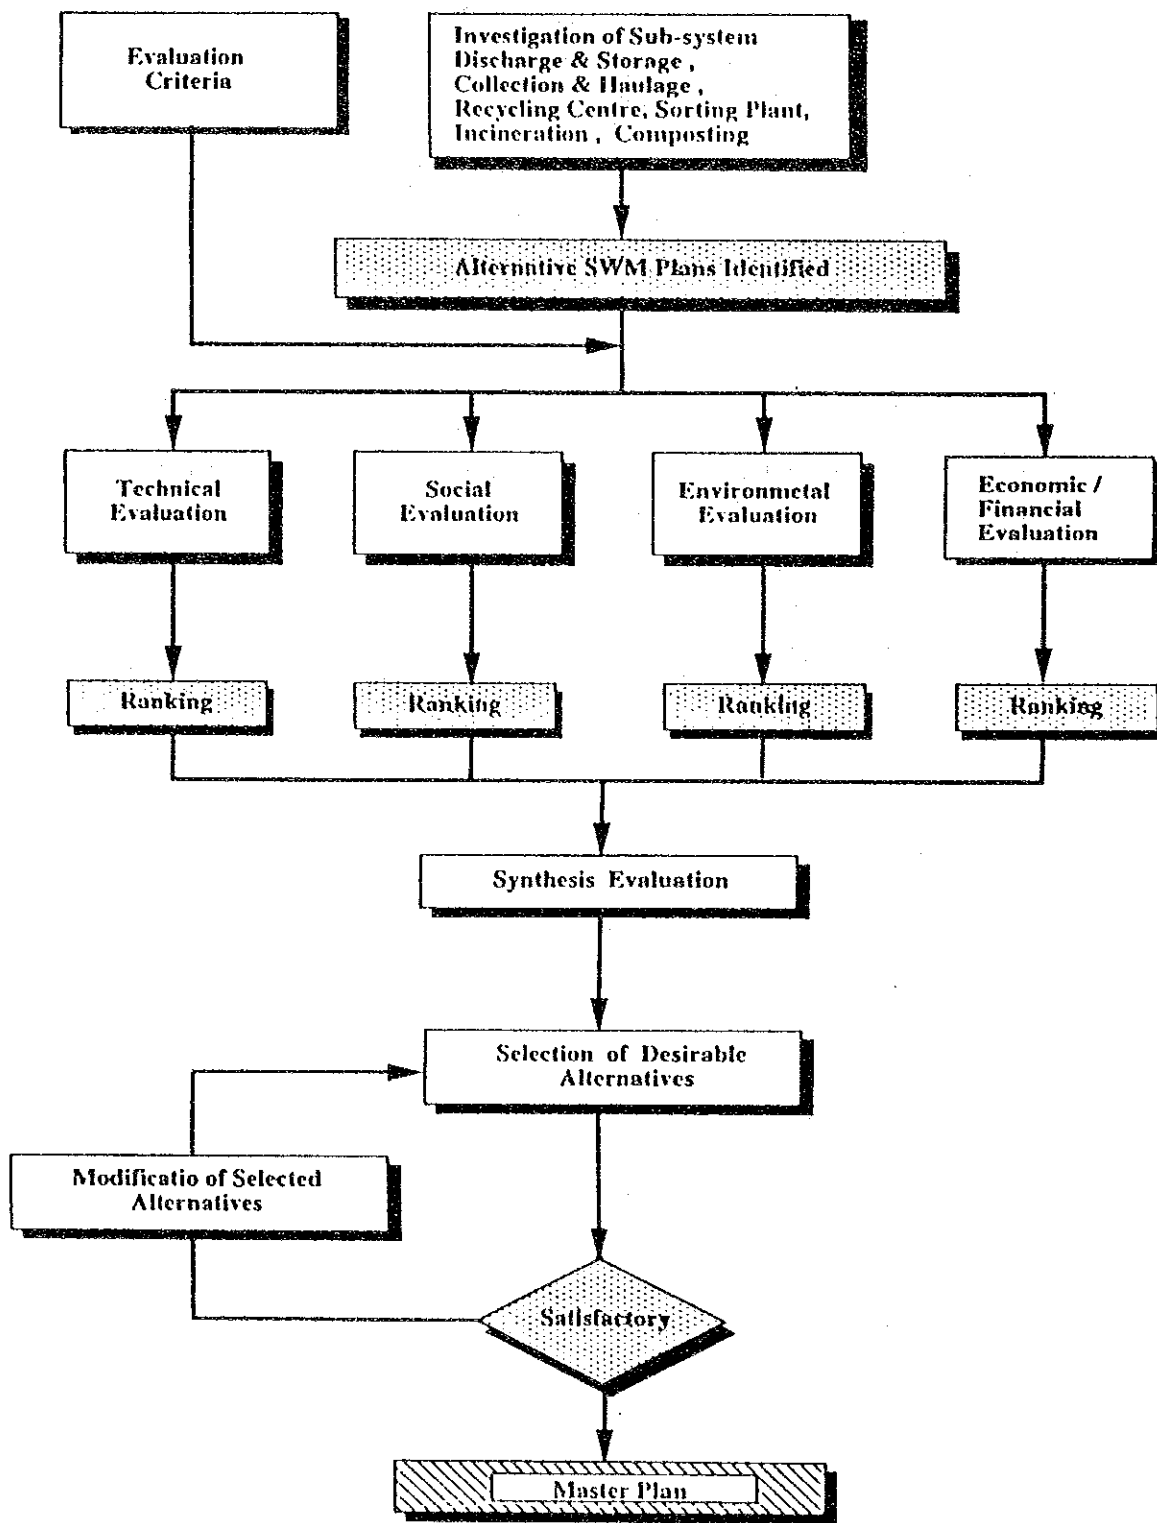 Evaluation
Criteria
Investigation of Sub-system
Discharge & Storage ,
Collection & Haulage ,
Recycling Centre, Sorting Plant,
Incineration , Composting
Alternative SWM Plans Identified
Technical
Evaluation
Social
Evaluation
Environmetal
Evaluation
Economic /
Financial
Evaluation
Ranking
Ranking
Ranking
Ranking
Synthesis Evaluation
Selection of Desirable
Alternatives
Modificatio of Selected
Alternatives
Satisfactory
Master Plan